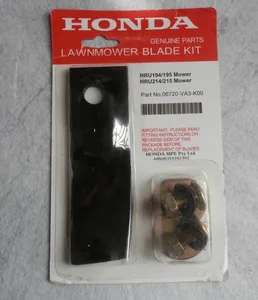 HONDA
GENUINE PARTS
LAWNMOWER BLADE KIT
HRU194/195 Mower
HRU214/215 Mower
Part No.06720-VA3-K00
IMPORTANT: PLEASE READ
FITTING INSTRUCTIONS ON
REVERSE SIDE OF THIS
PACKAGE BEFORE
REPLACEMENT OF BLADES
HONDA MPE Pty Ltd